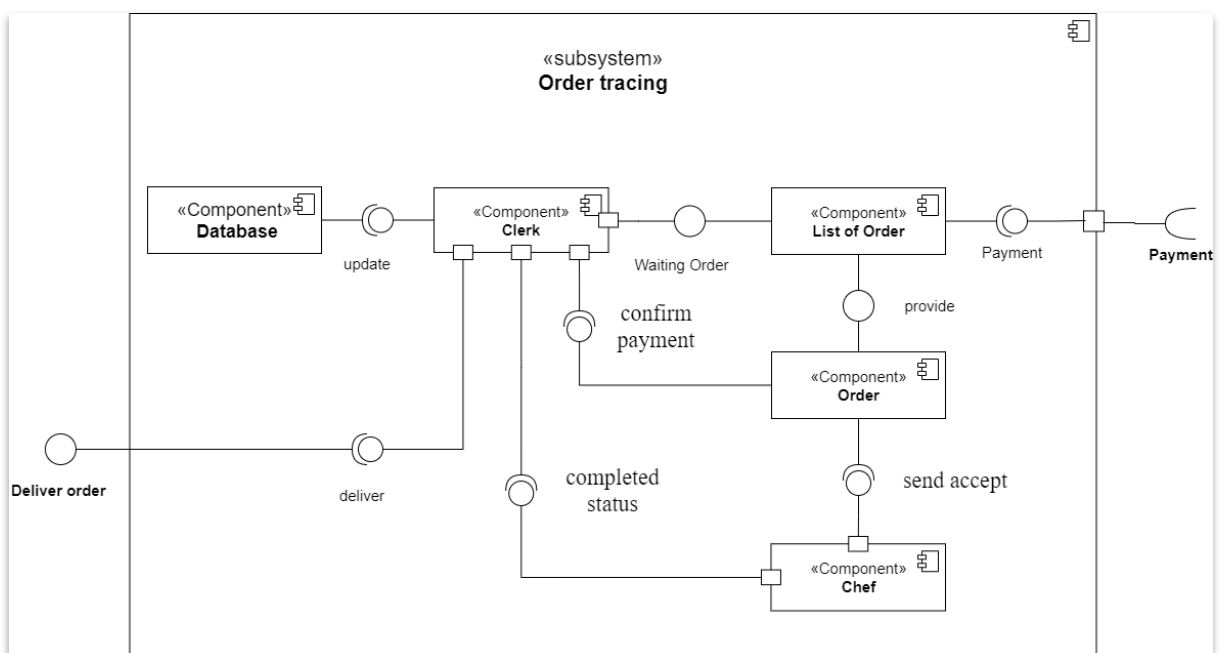 «subsystem»
Order tracing
«Component»
Database
update
«Component»
Clerk
Waiting Order
«Component»
List of Order
Payment
Payment
confirm
payment
provide
«Component»
Order
Deliver order
deliver
completed
status
send accept
«Component»
Chef